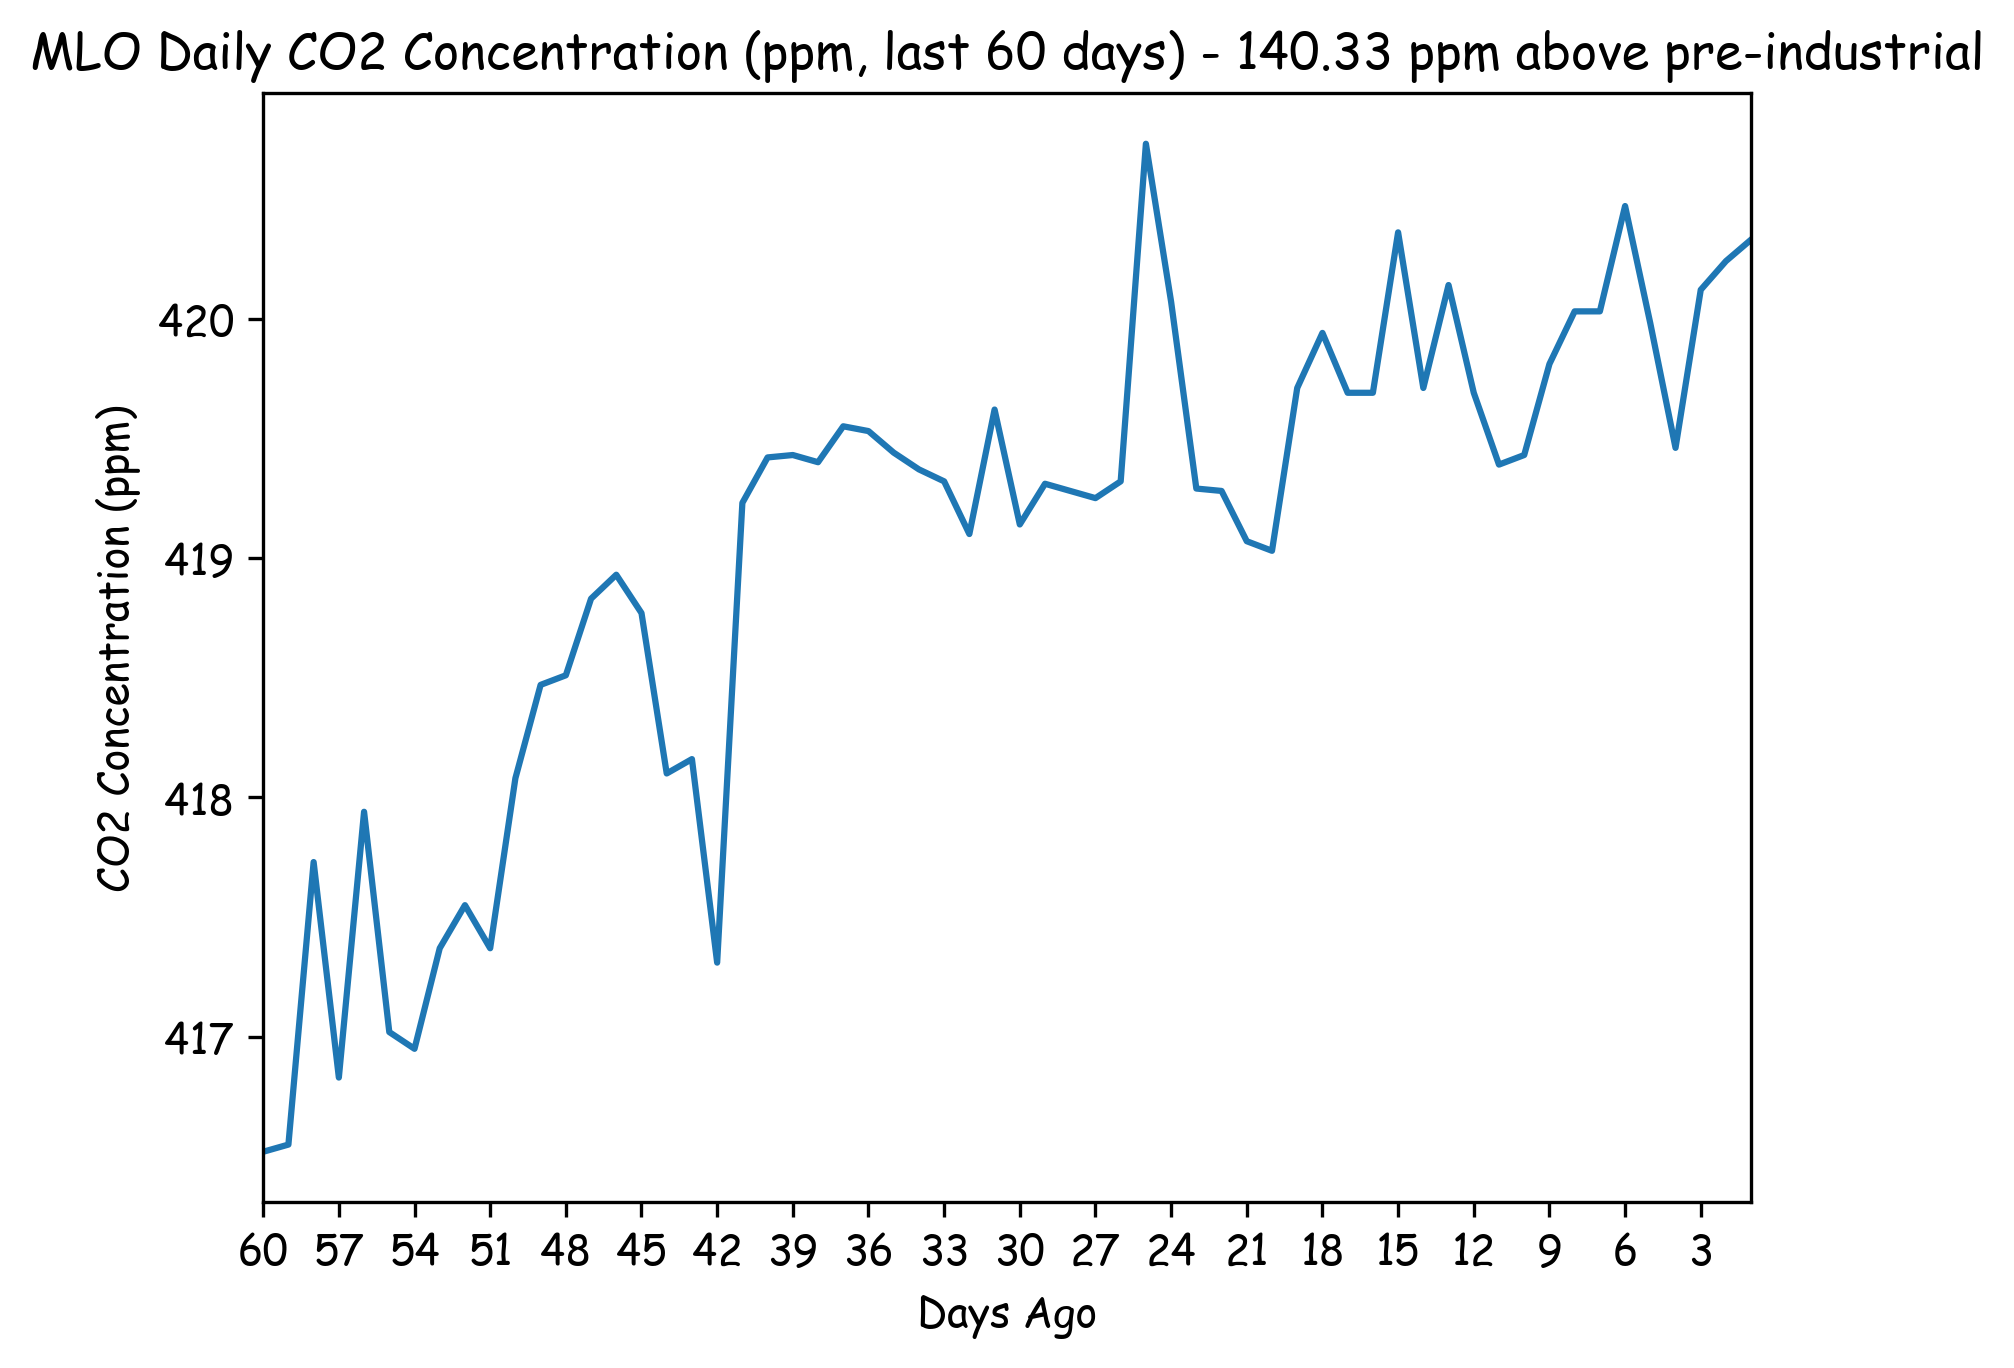 MLO Daily CO2 Concentration (ppm, last 60 days) - 140.33 ppm above pre-industrial
CO2 Concentration (ppm)
420
419
418
417
60 57 54 51 48 45 42 39 36 33 30 27 24 21 18 15 12 9 6 3
Days Ago